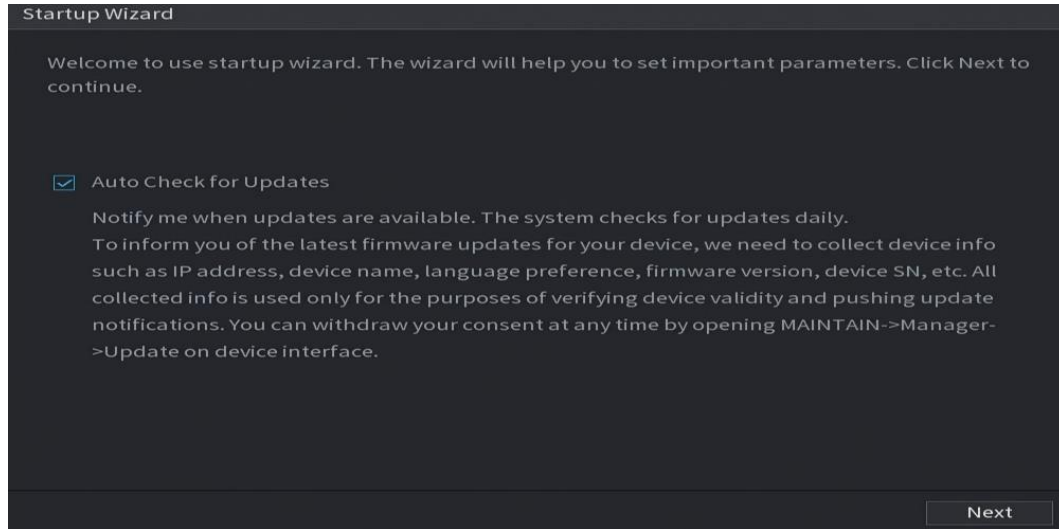 Startup Wizard
Welcome to use startup wizard. The wizard will help you to set important parameters. Click Next to
continue.
Auto Check for Updates
Notify me when updates are available. The system checks for updates daily.
To inform you of the latest firmware updates for your device, we need to collect device info
such as IP address, device name, language preference, firmware version, device SN, etc. All
collected info is used only for the purposes of verifying device validity and pushing update
notifications. You can withdraw your consent at any time by opening MAINTAIN->Manager-
>Update on device interface.
Next